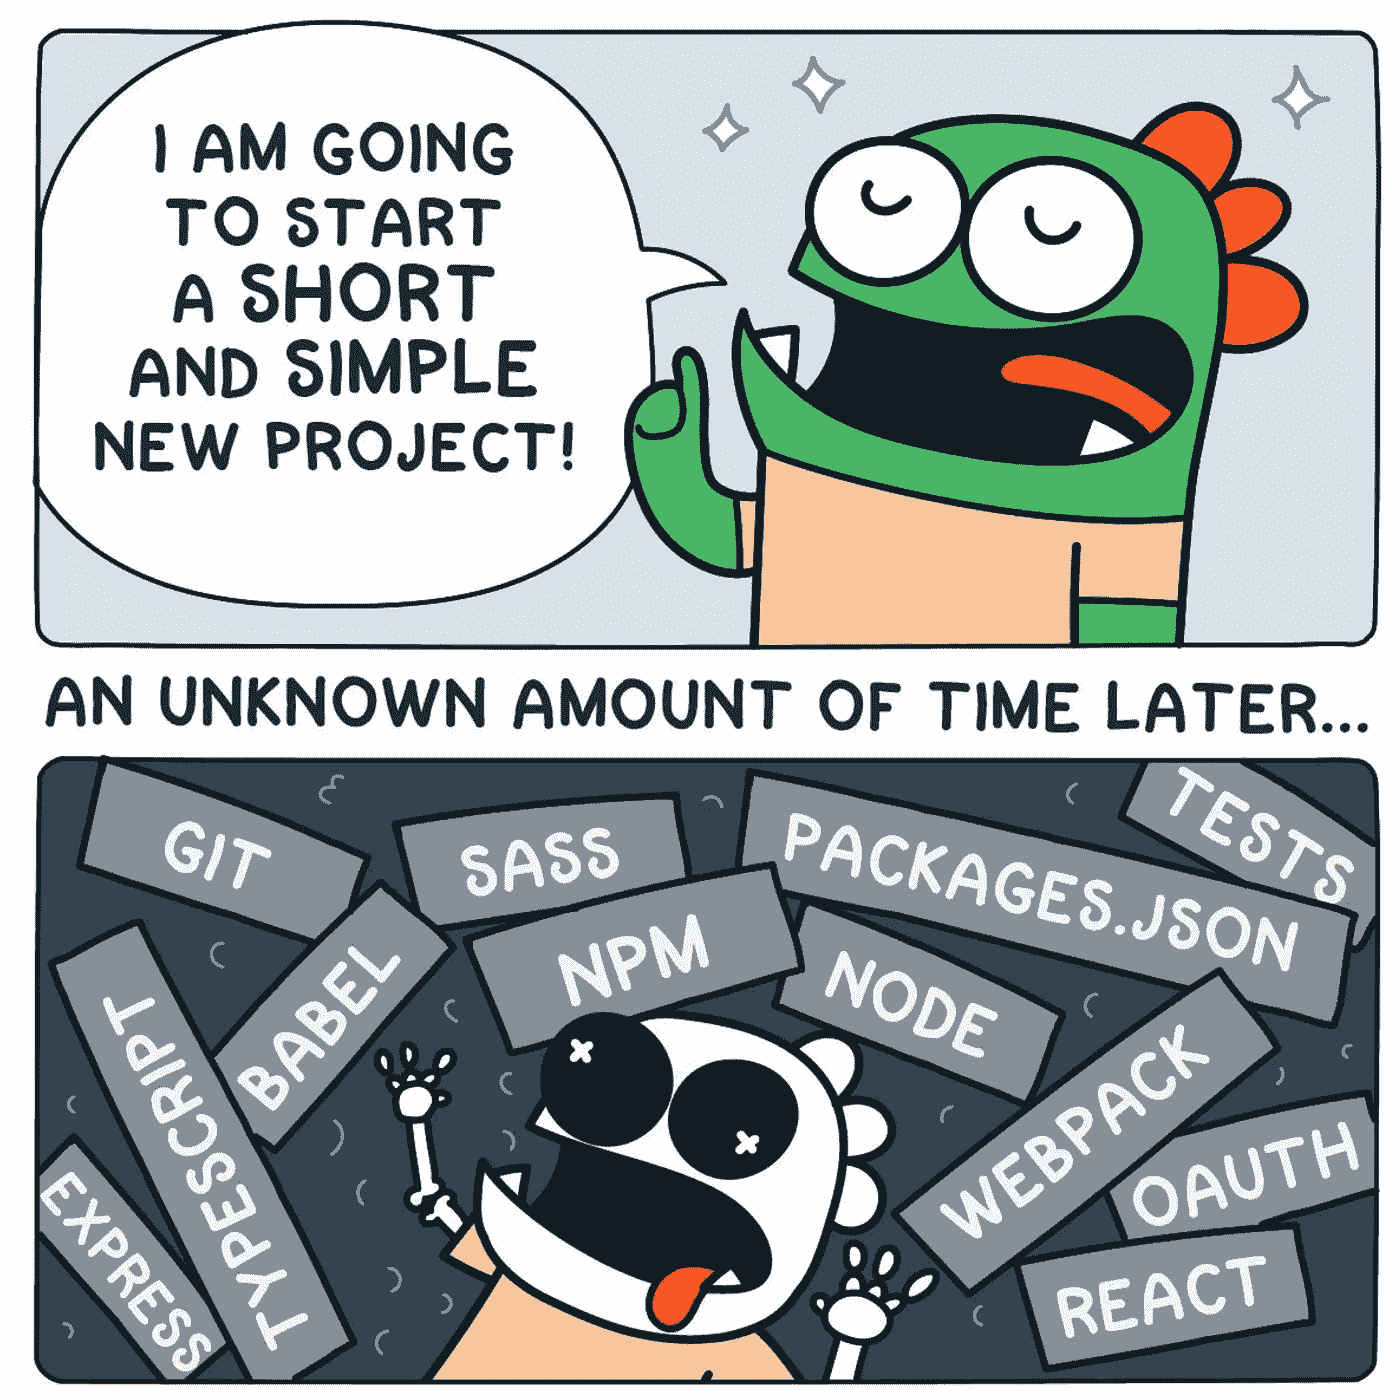 I AM GOING
TO START
A SHORT
AND SIMPLE
NEW PROJECT!
AN UNKNOWN AMOUNT OF TIME LATER...
GIT
SASS
PACKAGES.JSON
TESTS
BABEL
NPM
NODE
TYPESCRIPT
WEBPACK
EXPRESS
OAUTH
REACT